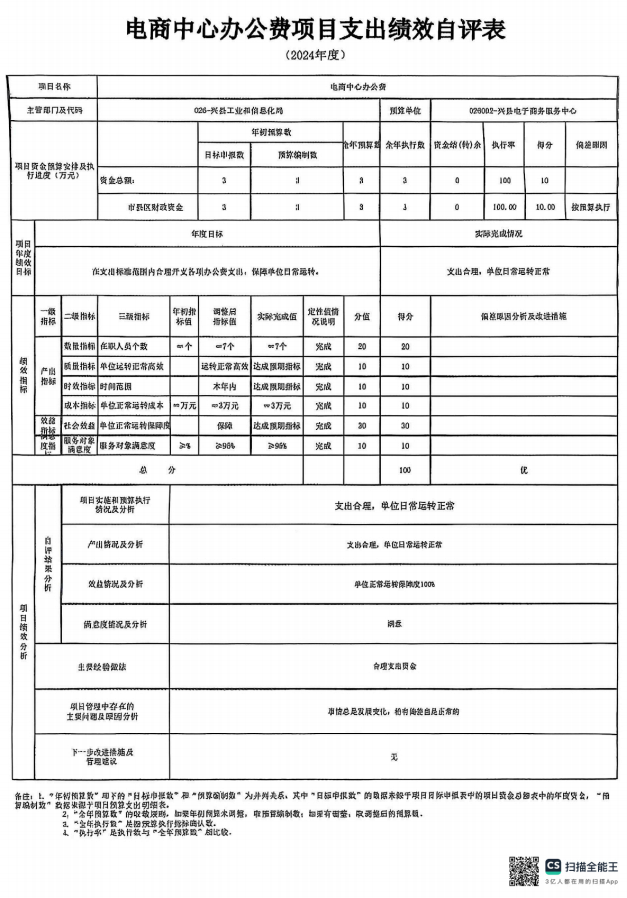 电商中心办公费项目支出绩效自评表
（2024年度）
项目名称 电商中心办公费
主管部门及代码 026-兴县工业和信息化局 预算单位 026002-兴县电子商务服务中心
项目资金预算安排及执行进度（万元） 年初预算数 全年预算数 全年执行数 资金结(转)余 执行率 得分 偏差原因
目标申报数 预算编制数
资金总额： 3 3 3 3 0 100 10
市县区财政资金 3 3 3 3 0 100.00 10.00 按预算执行
项目年度绩效目标 年度目标 实际完成情况
在支出标准范围内合理开支各项办公费支出，保障单位日常运转。 支出合理，单位日常运转正常
绩效指标 一级指标 二级指标 三级指标 年初指标值 调整后指标值 实际完成值 定性值情况说明 分值 得分 偏差原因分析及改进措施
产出指标 数量指标 在职人员个数 =个 =7个 =7个 完成 20 20
质量指标 单位运转正常高效 运转正常高效 达成预期指标 完成 10 10
时效指标 时间范围 本年内 达成预期指标 完成 10 10
成本指标 单位正常运转成本 =万元 =3万元 =3万元 完成 10 10
效益指标 社会效益 单位正常运转保障度 保障 达成预期指标 完成 30 30
服务对象满意度 服务对象满意度 ≥% ≥95% ≥95% 完成 10 10
总 分 100 优
项目绩效分析 自评结果分析 项目实施和预算执行情况及分析 支出合理，单位日常运转正常
产出情况及分析 支出合理，单位日常运转正常
效益情况及分析 单位正常运转保障度100%
满意度情况及分析 满意
主要经验做法 合理支出资金
项目管理中存在的主要问题及原因分析 事情总是发展变化，稍有偏差自是正常的
下一步改进措施及管理建议 无
备注：1. “年初预算数”项下的“目标申报数”和“预算编制数”为并列关系，其中“目标申报数”的数据来源于项目目标申报表中的项目资金总额表中的年度资金，“预
算编制数”数据来源于项目预算支出明细表。
2. “全年预算数”的取数规则，如果年初预算未调整，取预算编制数；如果有调整，取调整后的预算数。
3. “全年执行数”是指预算执行指标确认数。
4. “执行率”是执行数与“全年预算数”相比较。
CS 扫描全能王
3亿人都在用的扫描App